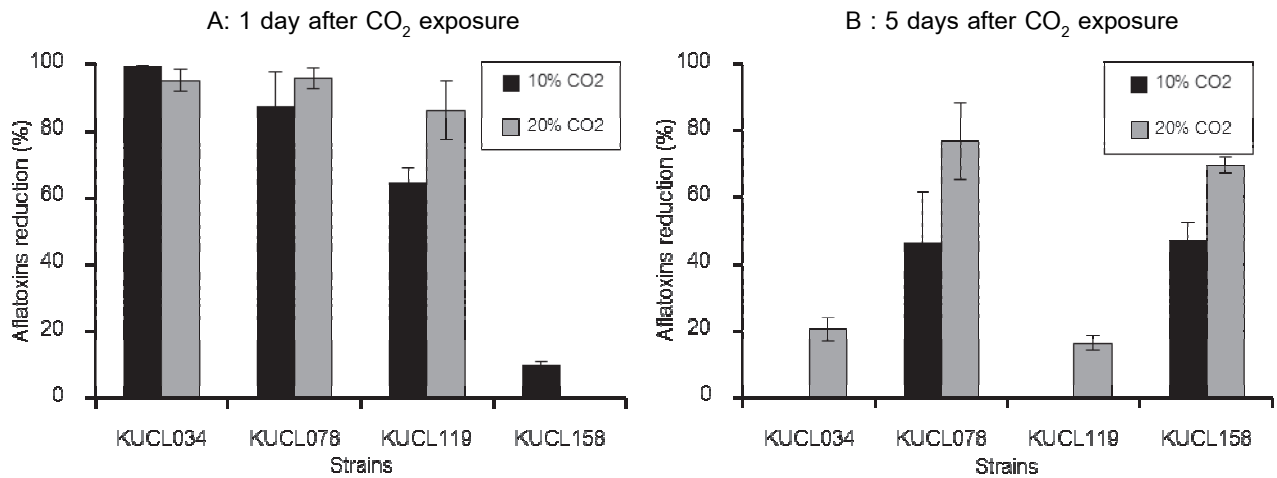 A: 1 day after CO2 exposure
100
80
60
40
20
0
Aflatoxins reduction (%)
10% CO2
20% CO2
KUCL034 KUCL078 KUCL119 KUCL158
Strains
B : 5 days after CO2 exposure
100
80
60
40
20
0
Aflatoxins reduction (%)
10% CO2
20% CO2
KUCL034 KUCL078 KUCL119 KUCL158
Strains